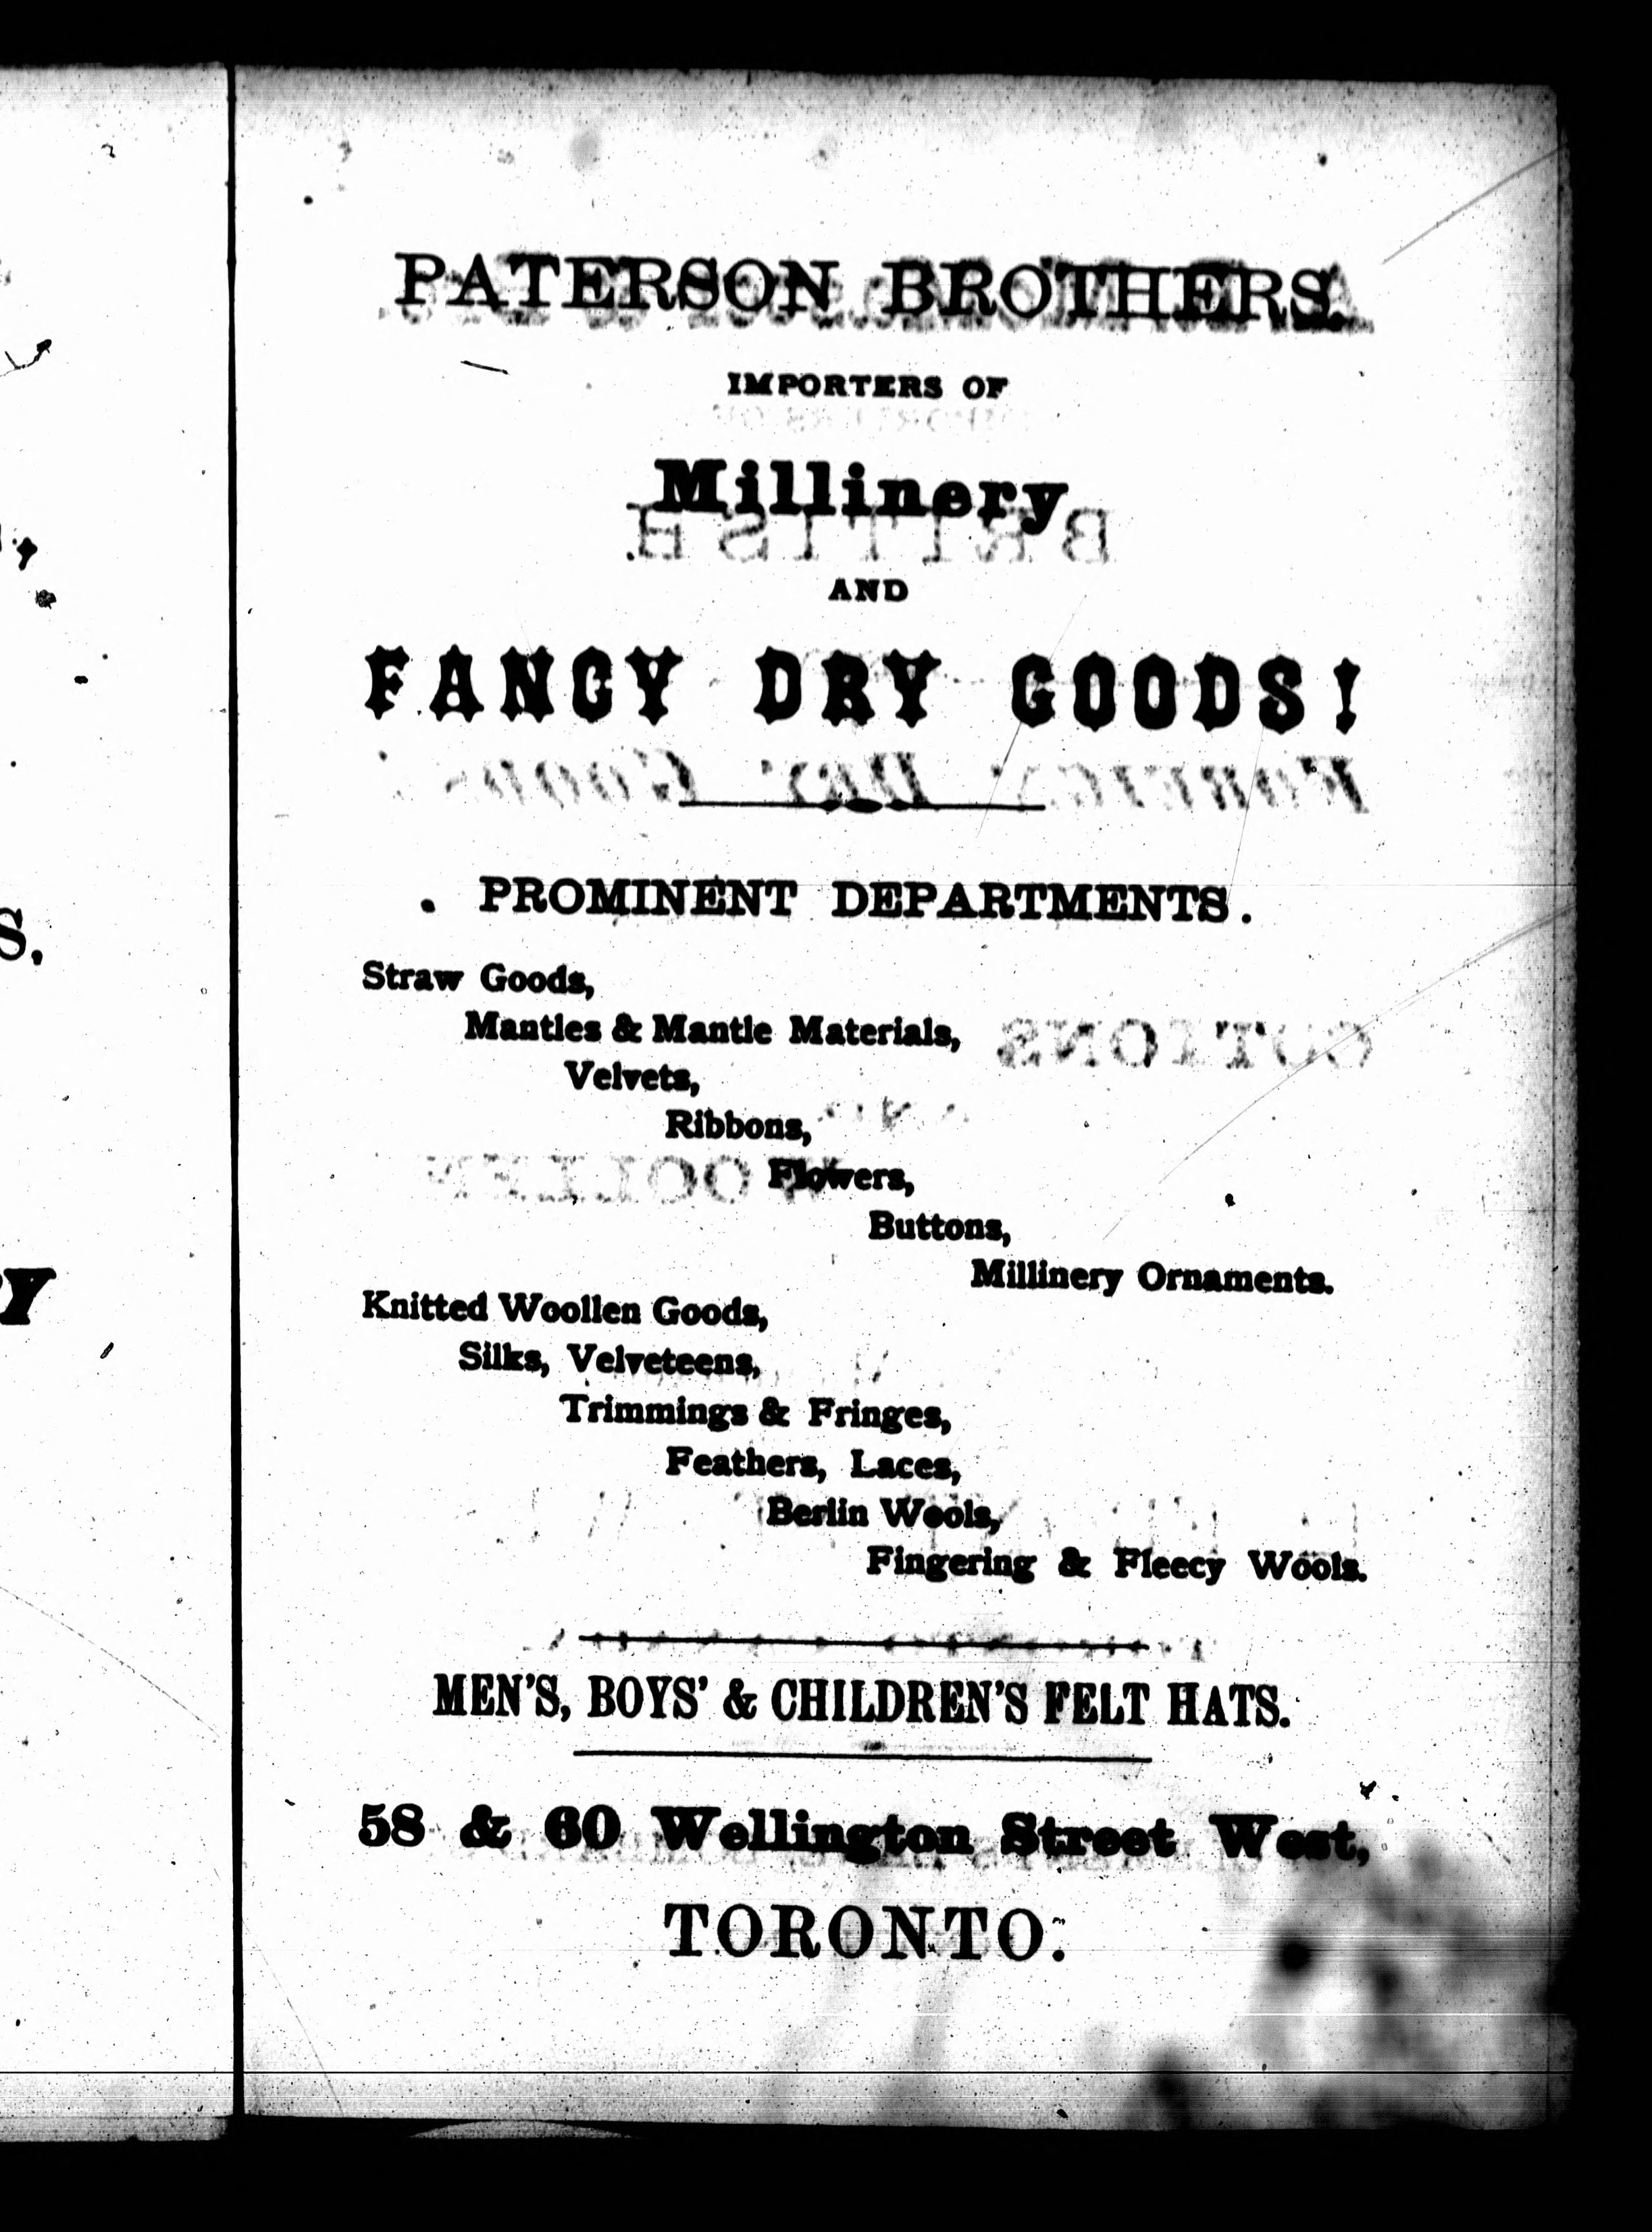 PATERSON BROTHERS.
IMPORTERS OF
Millinery
AND
FANCY DRY GOODS!
PROMINENT DEPARTMENTS.
Straw Goods,
Mantles & Mantle Materials,
Velvets,
Ribbons,
Flowers,
Buttons,
Millinery Ornaments.
Knitted Woollen Goods,
Silks, Velveteens,
Trimmings & Fringes,
Feathers, Laces,
Berlin Wools,
Fingering & Fleecy Wools.
MEN'S, BOYS' & CHILDREN'S FELT HATS.
58 & 60 Wellington Street West,
TORONTO.